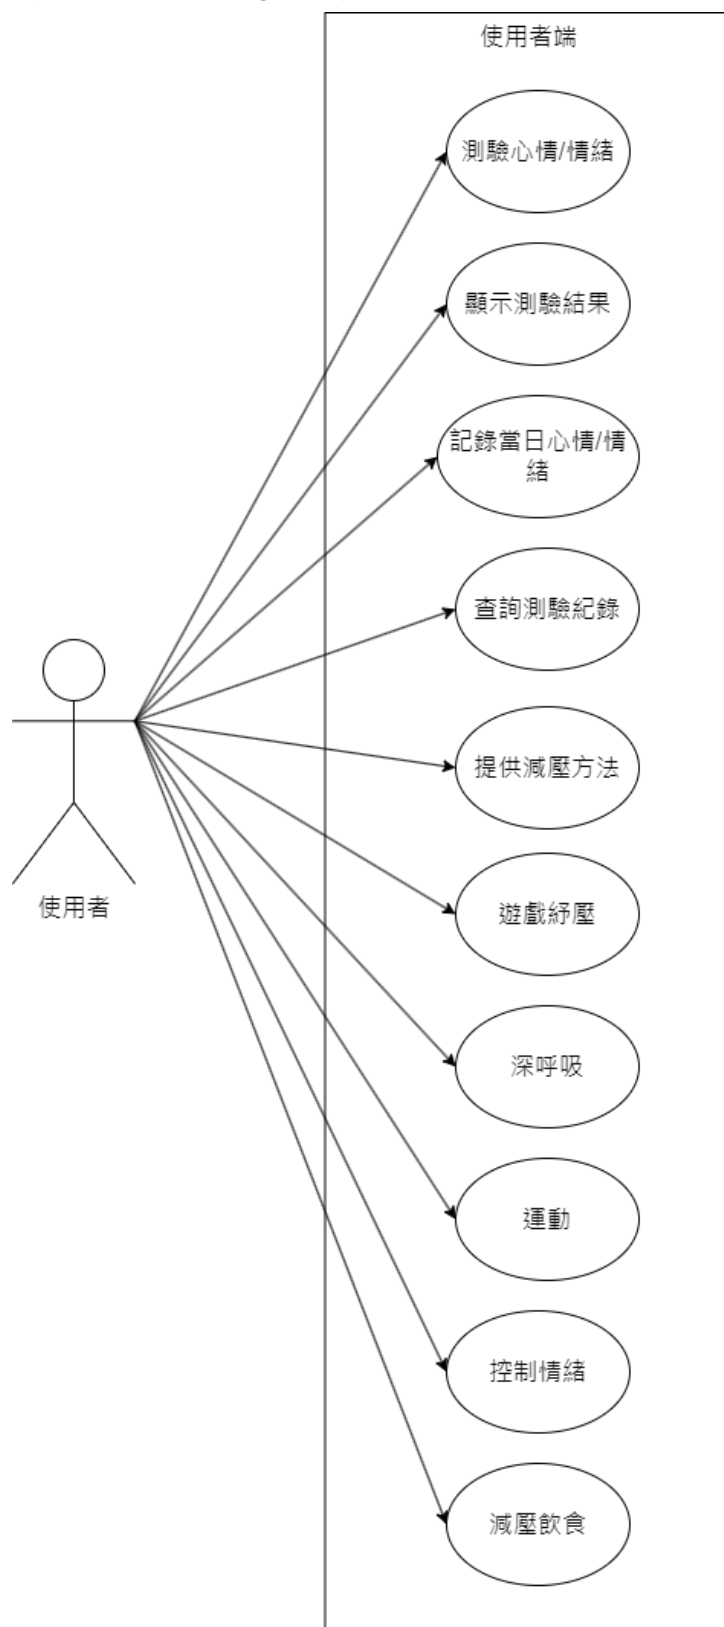 使用者端
測驗心情/情緒
顯示測驗結果
記錄當日心情/情
緒
查詢測驗紀錄
提供減壓方法
遊戲紓壓
使用者
深呼吸
運動
控制情緒
減壓飲食